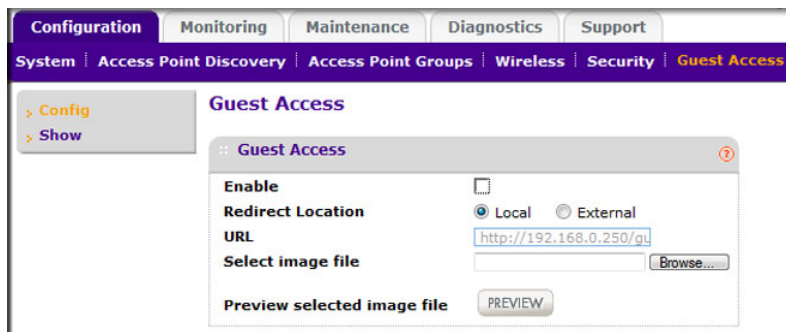 Configuration Monitoring Maintenance Diagnostics Support
System Access Point Discovery Access Point Groups Wireless Security Guest Access
Config
Show
Guest Access
Guest Access ?
Enable
Redirect Location Local External
URL http://192.168.0.250/gu
Select image file Browse...
Preview selected image file PREVIEW